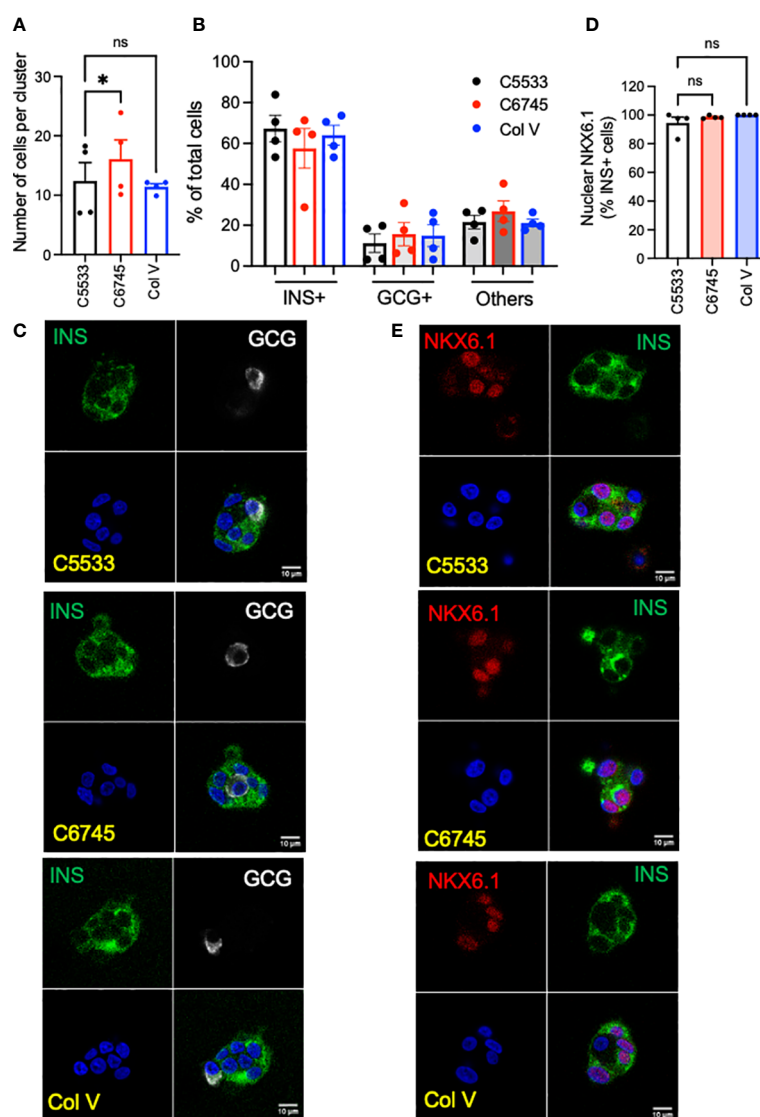 A
ns
*
Number of cells per cluster
30
20
10
0
C5533
C6745
Col V
B
% of total cells
100
80
60
40
20
0
C5533
C6745
Col V
INS+
GCG+
Others
D
ns
ns
Nuclear NKX6.1
(% INS+ cells)
100
80
60
40
20
0
C5533
C6745
Col V
C
INS
GCG
C5533
10 µm
INS
GCG
C6745
10 µm
INS
GCG
Col V
10 µm
E
NKX6.1
INS
C5533
10 µm
NKX6.1
INS
C6745
10 µm
NKX6.1
INS
Col V
10 µm